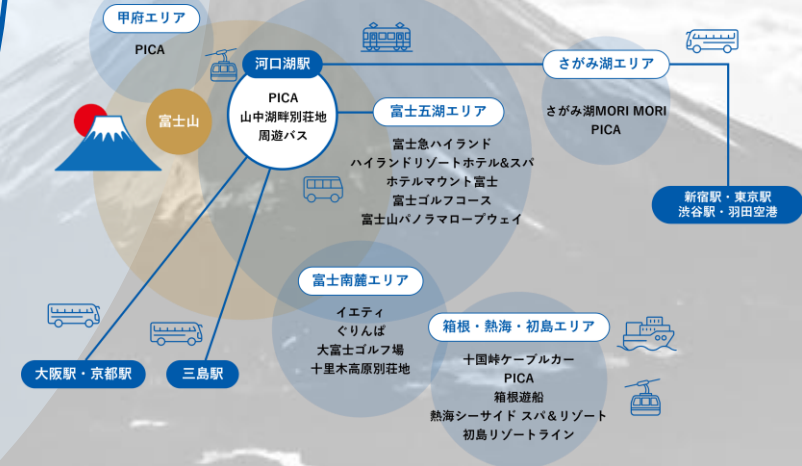 甲府エリア
PICA
富士山
河口湖駅
PICA
山中湖畔別荘地
周遊バス
富士五湖エリア
富士急ハイランド
ハイランドリゾートホテル&スパ
ホテルマウント富士
富士ゴルフコース
富士山パノラマロープウェイ
さがみ湖エリア
さがみ湖MORI MORI
PICA
新宿駅・東京駅
渋谷駅・羽田空港
富士南麓エリア
イエティ
ぐりんぱ
大富士ゴルフ場
十里木高原別荘地
箱根・熱海・初島エリア
十国峠ケーブルカー
PICA
箱根遊船
熱海シーサイド スパ&リゾート
初島リゾートライン
大阪駅・京都駅
三島駅